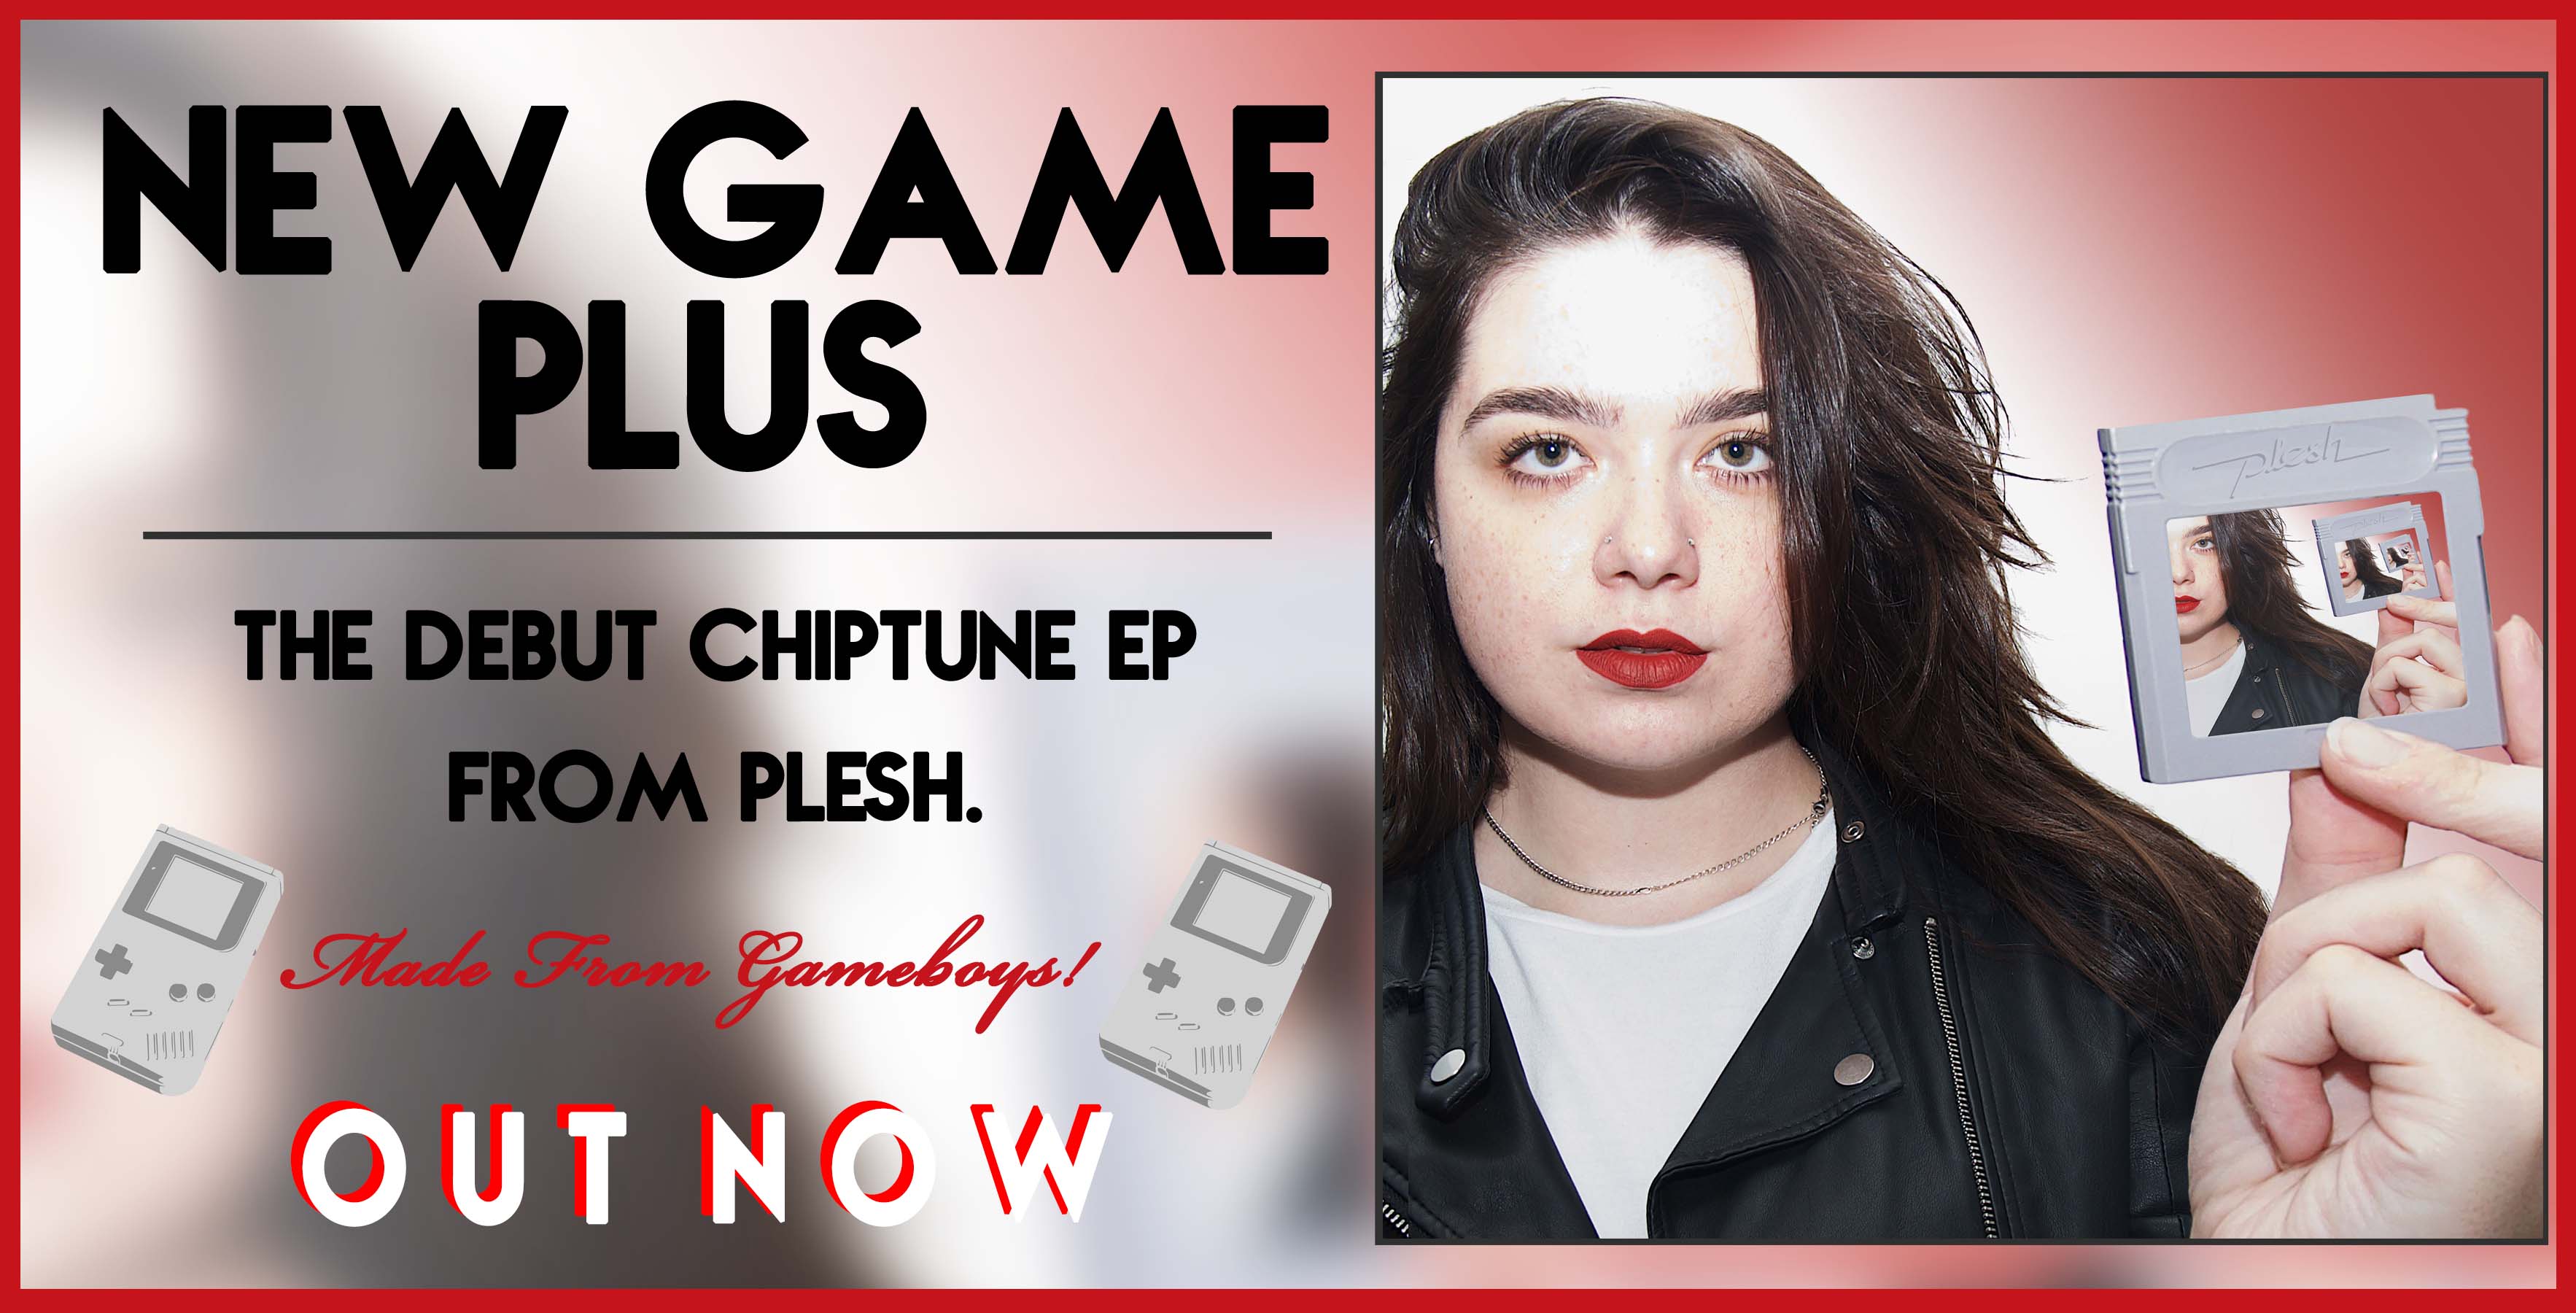 NEW GAME
PLUS
THE DEBUT CHIPTUNE EP
FROM PLESH.
Made From Gameboys!
OUT NOW
plesh